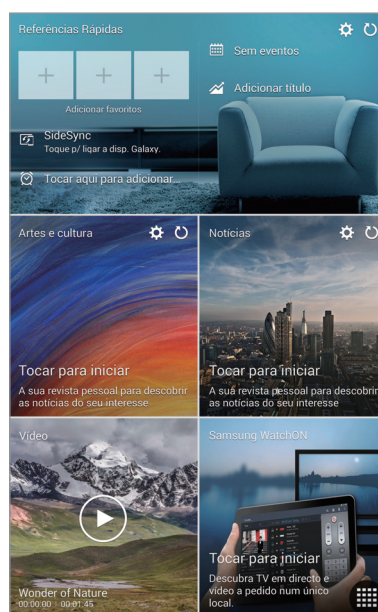 Referências Rápidas
Sem eventos
Adicionar título
Adicionar favoritos
SideSync
Toque p/ ligar a disp. Galaxy.
Tocar aqui para adicionar...
Artes e cultura
Tocar para iniciar
A sua revista pessoal para descobrir
as notícias do seu interesse
Notícias
Tocar para iniciar
A sua revista pessoal para descobrir
as notícias do seu interesse
Vídeo
Wonder of Nature
00:00:00 | 00:01:45
Samsung WatchON
Tocar para iniciar
Descubra TV em directo e
vídeo a pedido num único
local.